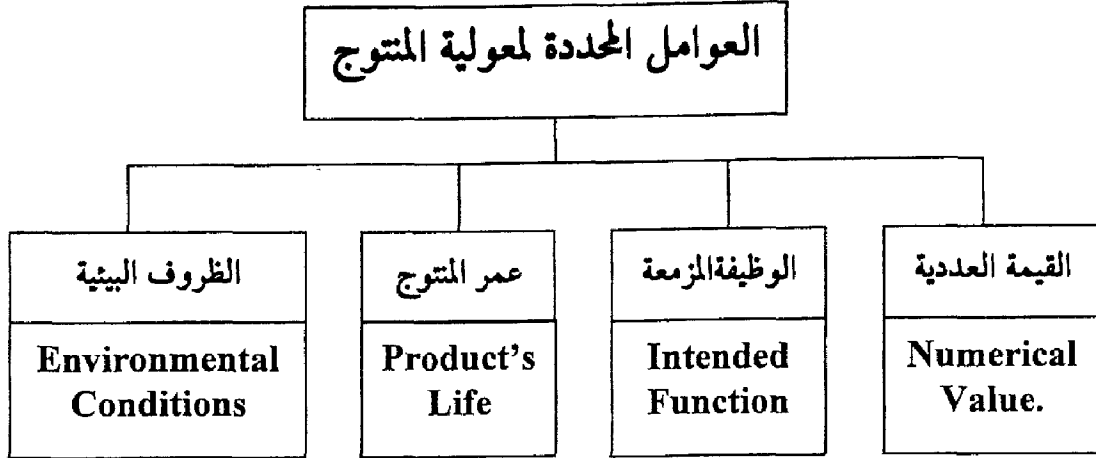 العوامل المحددة لمعولية المنتوج
القيمة العددية
Numerical
Value.
الوظيفةالمزمعة
Intended
Function
عمر المنتوج
Product's
Life
الظروف البيئية
Environmental
Conditions